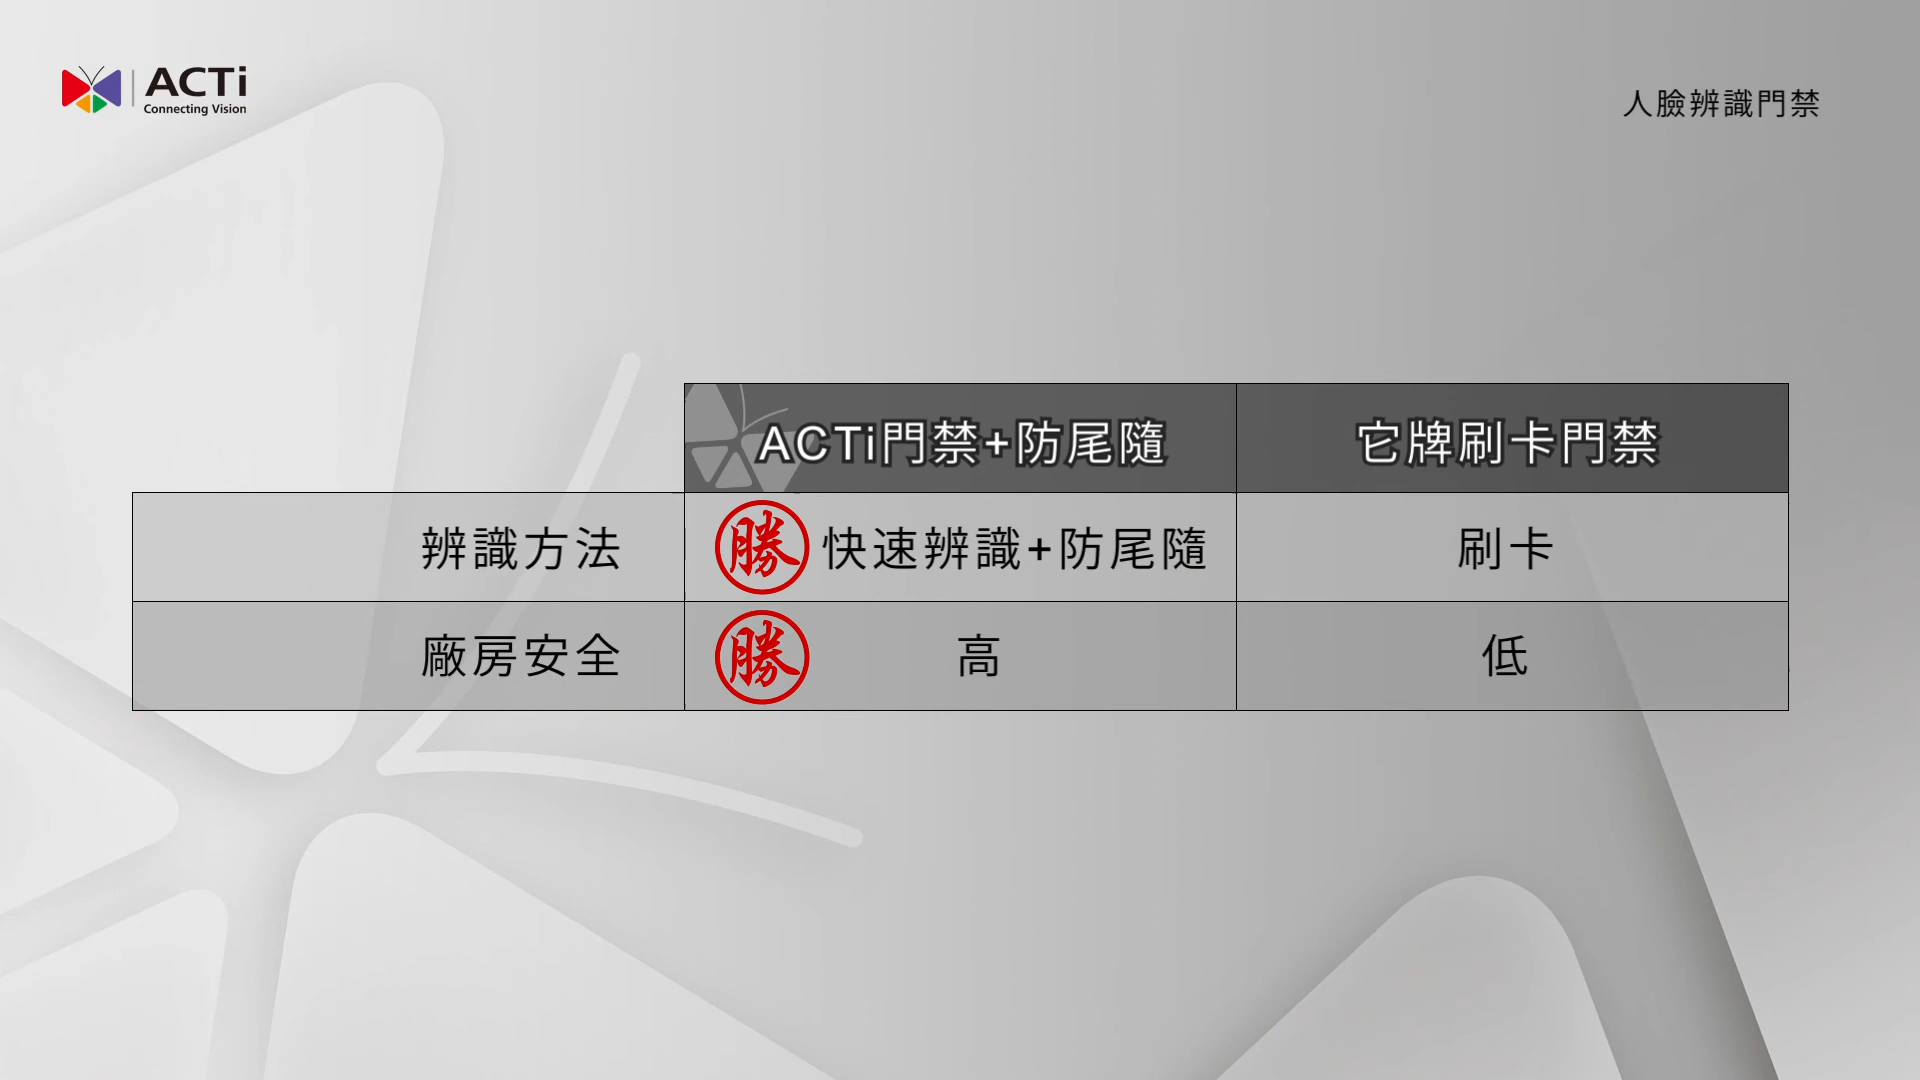 ACTi
Connecting Vision
人臉辨識門禁
ACTi門禁+防尾隨
它牌刷卡門禁
辨識方法
勝
快速辨識+防尾隨
刷卡
廠房安全
勝
高
低